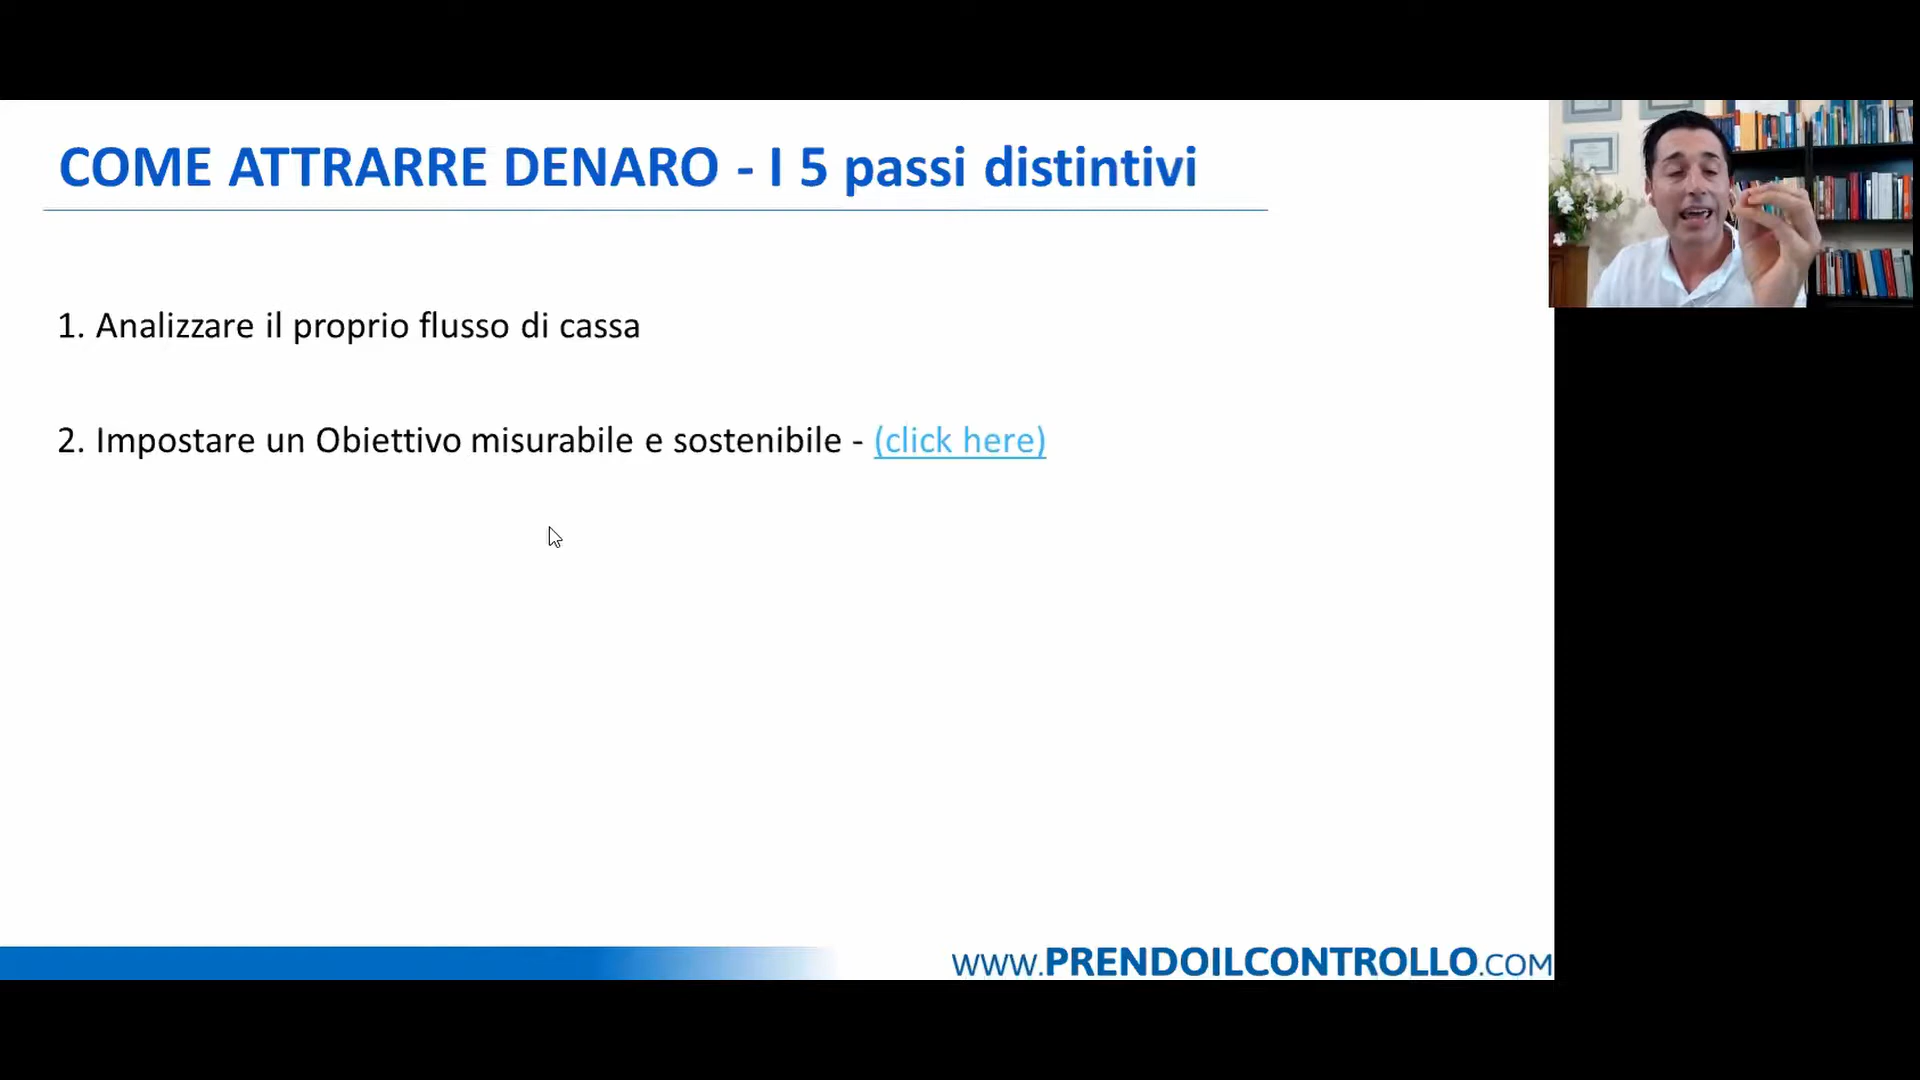 COME ATTRARRE DENARO - I 5 passi distintivi
1. Analizzare il proprio flusso di cassa
2. Impostare un Obiettivo misurabile e sostenibile - (click here)
WWW.PRENDOILCONTROLLO.COM